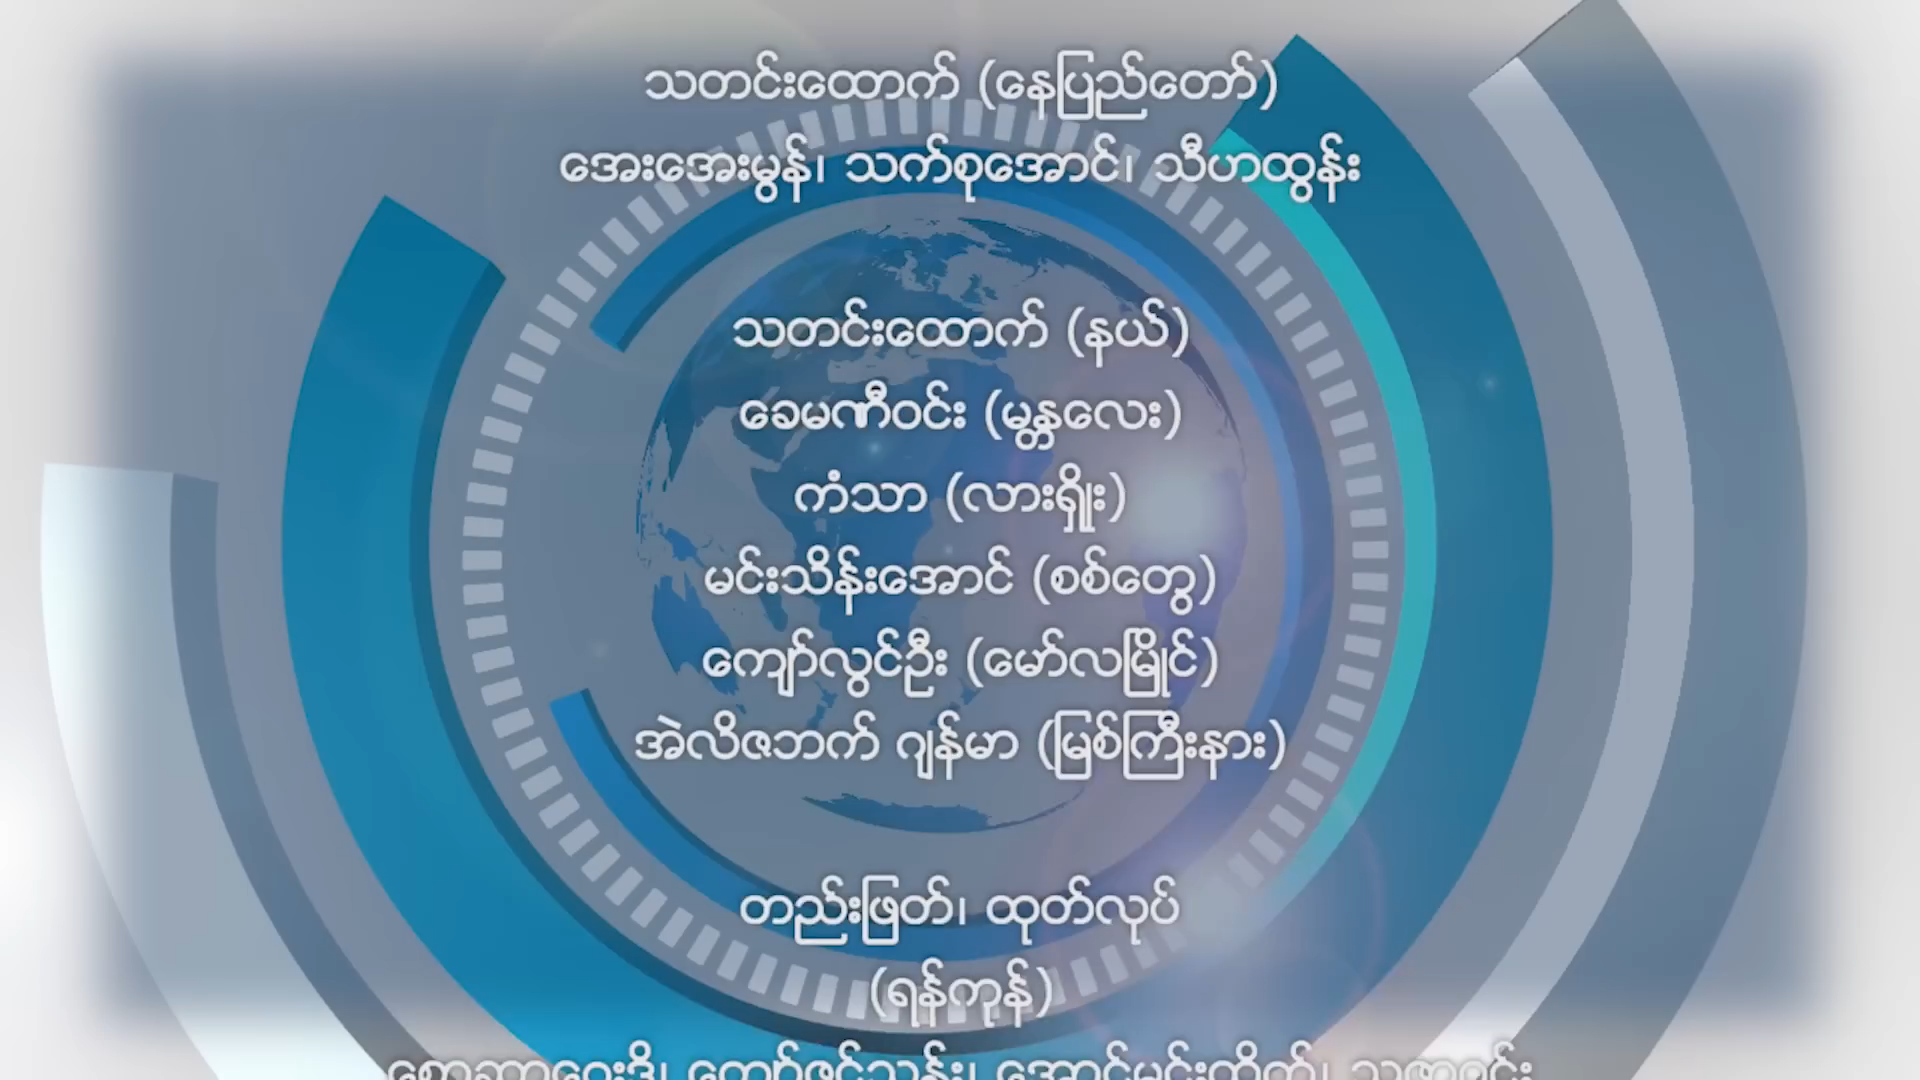 သတင်းထောက် (နေပြည်တော်)
အေးအေးမွန်၊ သက်စုအောင်၊ သီဟထွန်း
သတင်းထောက် (နယ်)
ခေမဏီဝင်း (မန္တလေး)
ကံသာ (လားရှိုး)
မင်းသိန်းအောင် (စစ်တွေ)
ကျော်လွင်ဦး (မော်လမြိုင်)
အဲလိဇဘက် ဂျန်မာ (မြစ်ကြီးနား)
တည်းဖြတ်၊ ထုတ်လုပ်
(ရန်ကုန်)